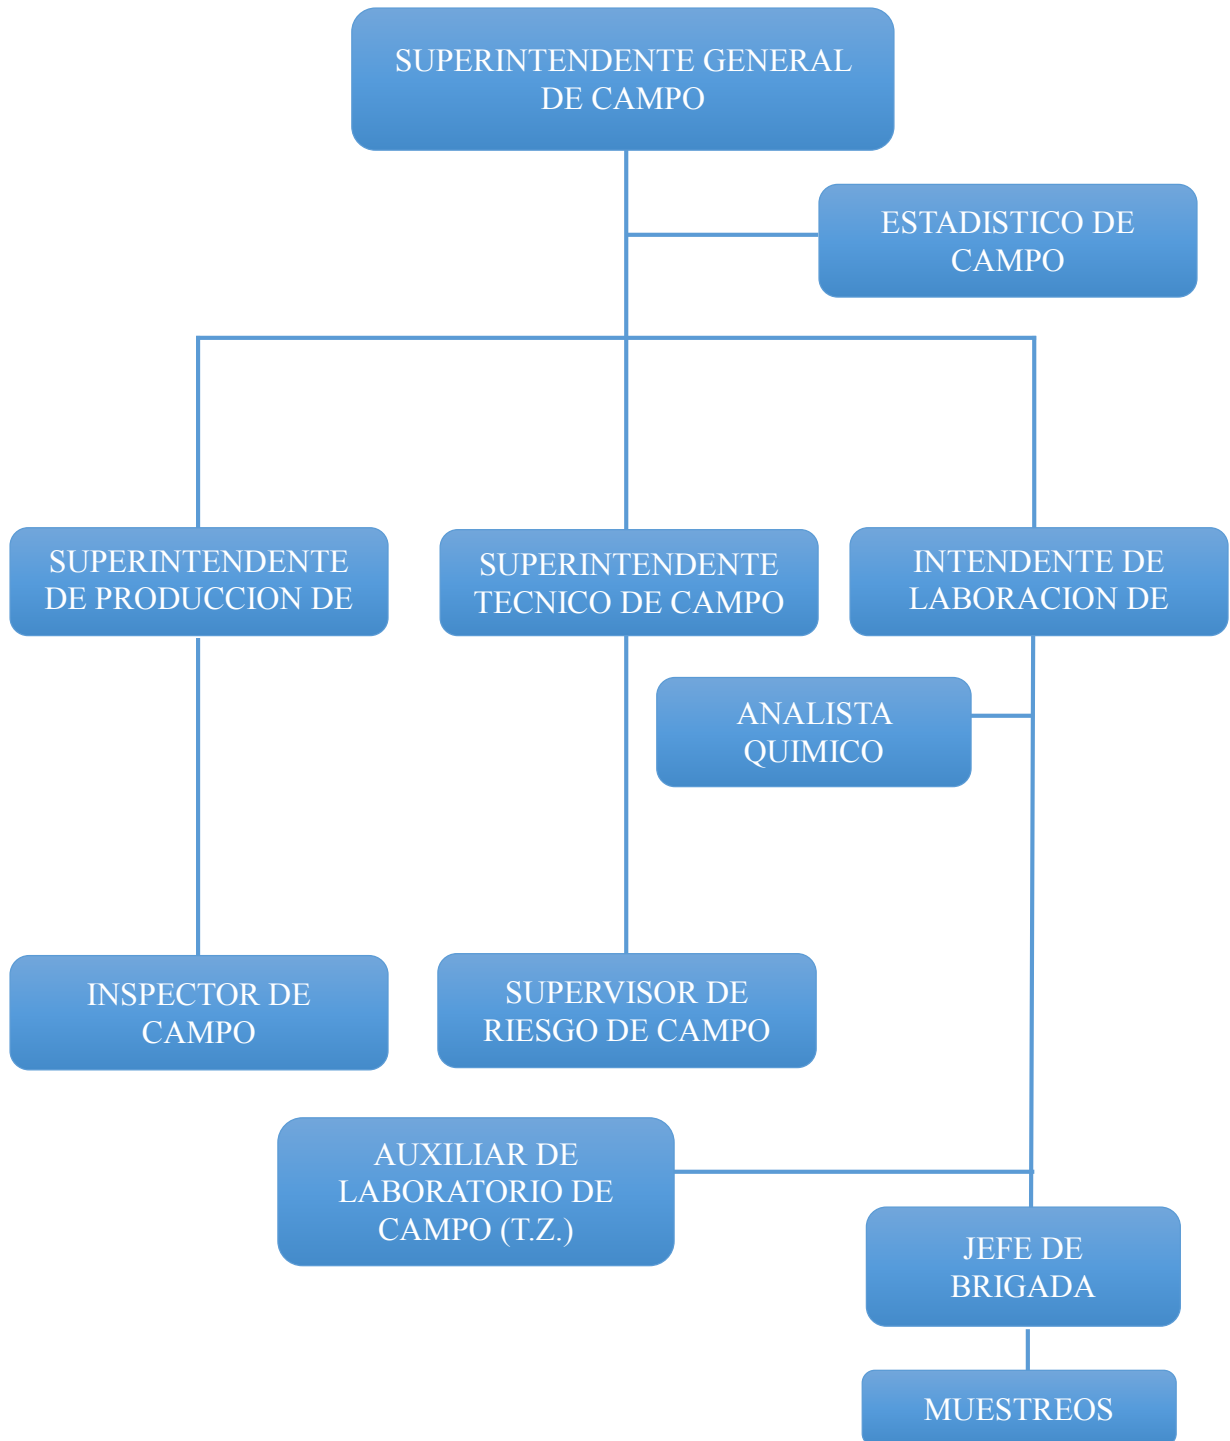 SUPERINTENDENTE GENERAL
DE CAMPO
ESTADISTICO DE
CAMPO
SUPERINTENDENTE
DE PRODUCCION DE
SUPERINTENDENTE
TECNICO DE CAMPO
INTENDENTE DE
LABORACION DE
ANALISTA
QUIMICO
INSPECTOR DE
CAMPO
SUPERVISOR DE
RIESGO DE CAMPO
AUXILIAR DE
LABORATORIO DE
CAMPO (T.Z.)
JEFE DE
BRIGADA
MUESTREOS